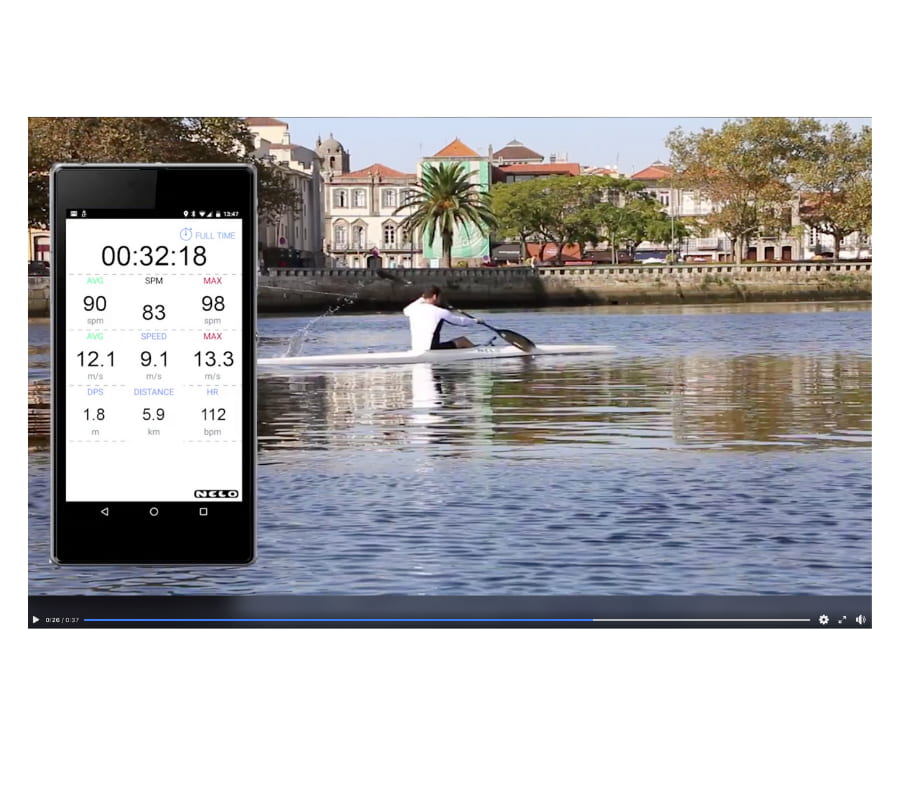 13:47
FULL TIME
00:32:18
AVG SPM MAX
90 83 98
spm spm
AVG SPEED MAX
12.1 9.1 13.3
m/s m/s m/s
DPS DISTANCE HR
1.8 5.9 112
m km bpm
NELO
NELO
0:26 / 0:37